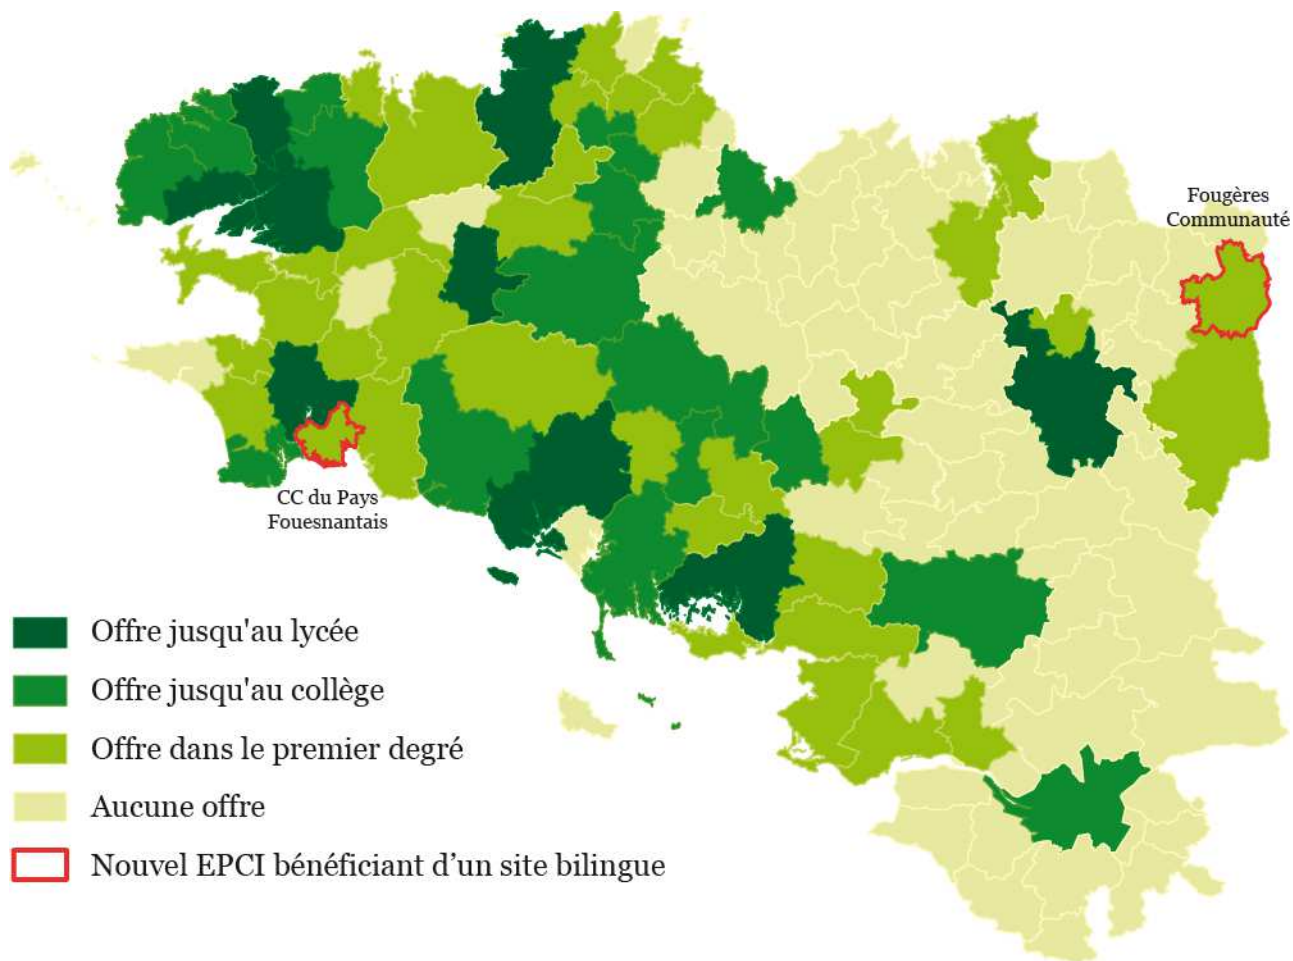 Fougères
Communauté
CC du Pays
Fouesnantais
Offre jusqu'au lycée
Offre jusqu'au collège
Offre dans le premier degré
Aucune offre
Nouvel EPCI bénéficiant d’un site bilingue